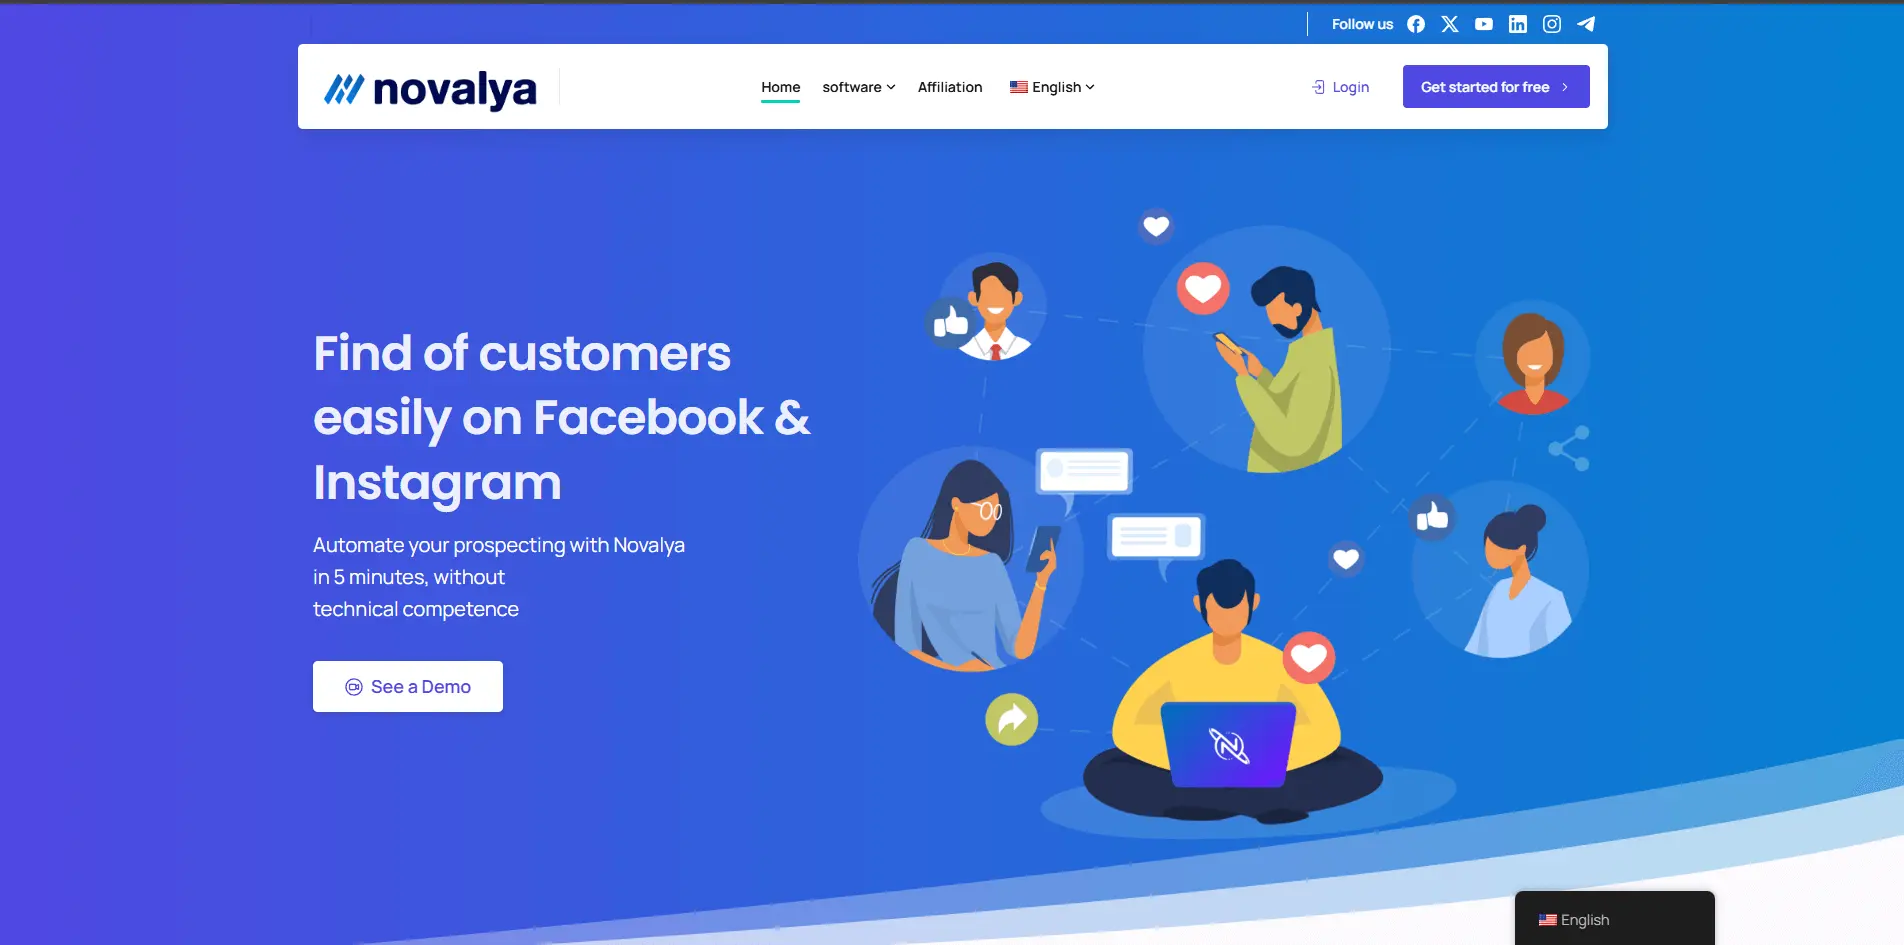 Follow us
novalya
Home
software
Affiliation
English
Login
Get started for free
Find of customers
easily on Facebook &
Instagram
Automate your prospecting with Novalya
in 5 minutes, without
technical competence
See a Demo
N
English